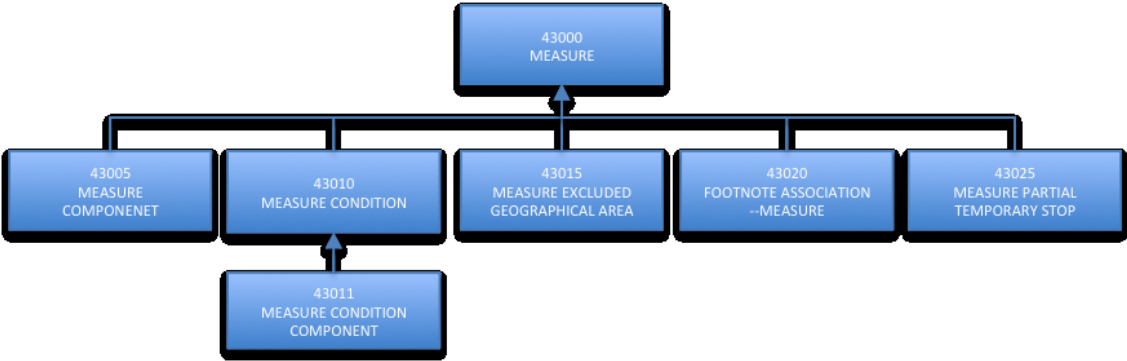 43000
MEASURE
43005
MEASURE
COMPONENET
43010
MEASURE CONDITION
43015
MEASURE EXCLUDED
GEOGRAPHICAL AREA
43020
FOOTNOTE ASSOCIATION
--MEASURE
43025
MEASURE PARTIAL
TEMPORARY STOP
43011
MEASURE CONDITION
COMPONENT